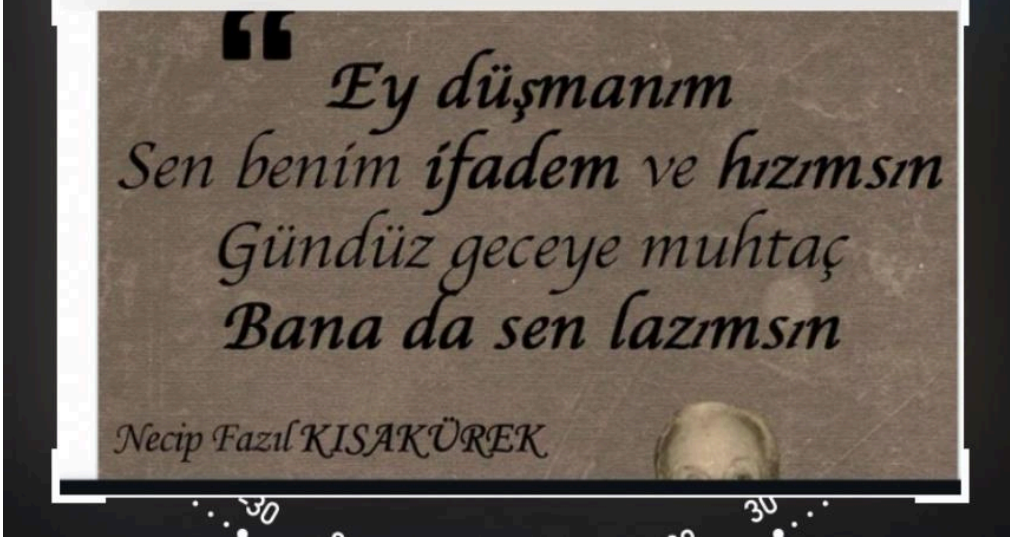 “
Ey düşmanım
Sen benim ifadem ve hızımsın
Gündüz geceye muhtaç
Bana da sen lazımsın
Necip Fazıl KISAKÜREK
-30
30